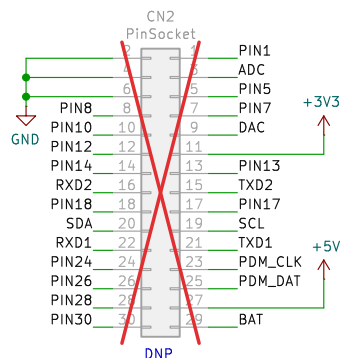 CN2
PinSocket
2 1 PIN1
4 3 ADC
6 5 PIN5
PIN8 8 7 PIN7
PIN10 10 9 DAC
PIN12 12 11
PIN14 14 13 PIN13
RXD2 16 15 TXD2
PIN18 18 17 PIN17
SDA 20 19 SCL
RXD1 22 21 TXD1
PIN24 24 23 PDM_CLK
PIN26 26 25 PDM_DAT
PIN28 28 27
PIN30 30 29 BAT
GND
+3V3
+5V
DNP